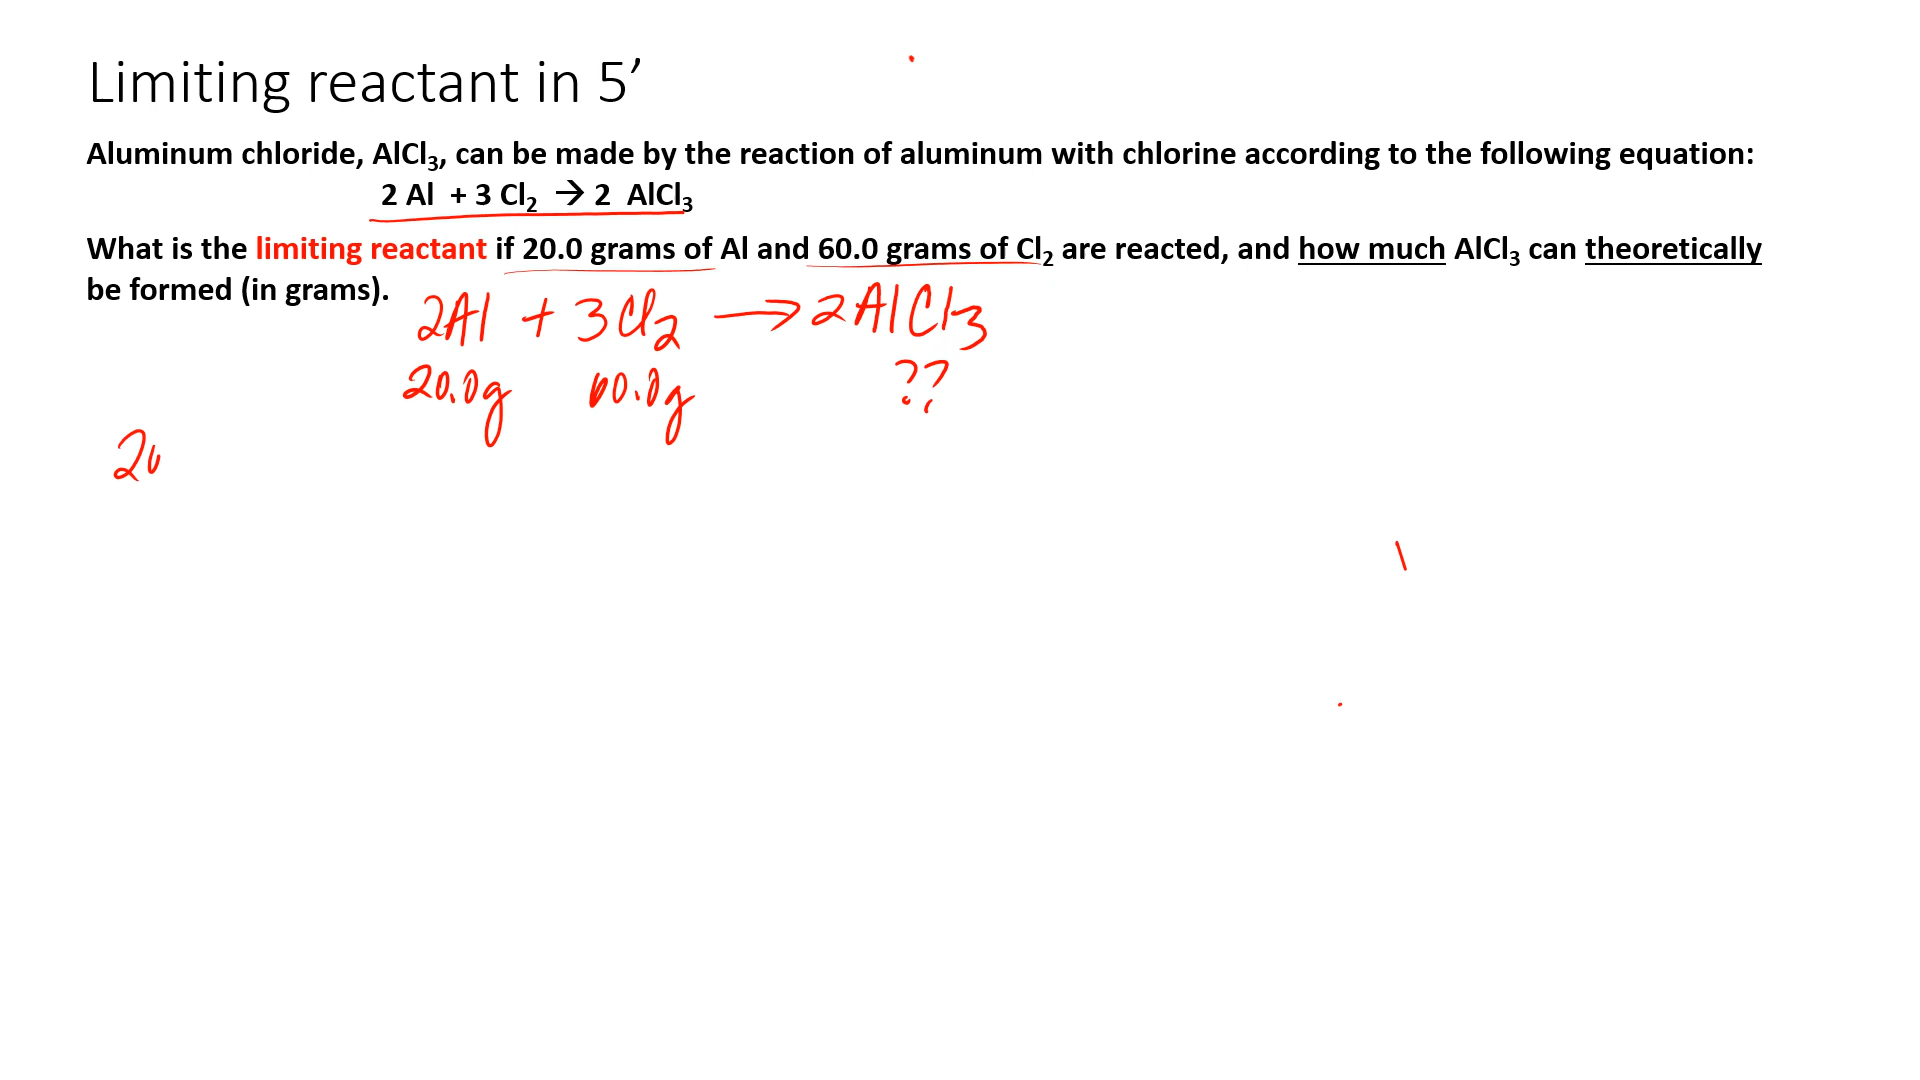 Limiting reactant in 5’
Aluminum chloride, AlCl₃, can be made by the reaction of aluminum with chlorine according to the following equation:
2 Al + 3 Cl₂ → 2 AlCl₃
What is the limiting reactant if 20.0 grams of Al and 60.0 grams of Cl₂ are reacted, and how much AlCl₃ can theoretically
be formed (in grams).
2Al + 3Cl₂ → 2AlCl₃
20.0g 60.0g ??
20